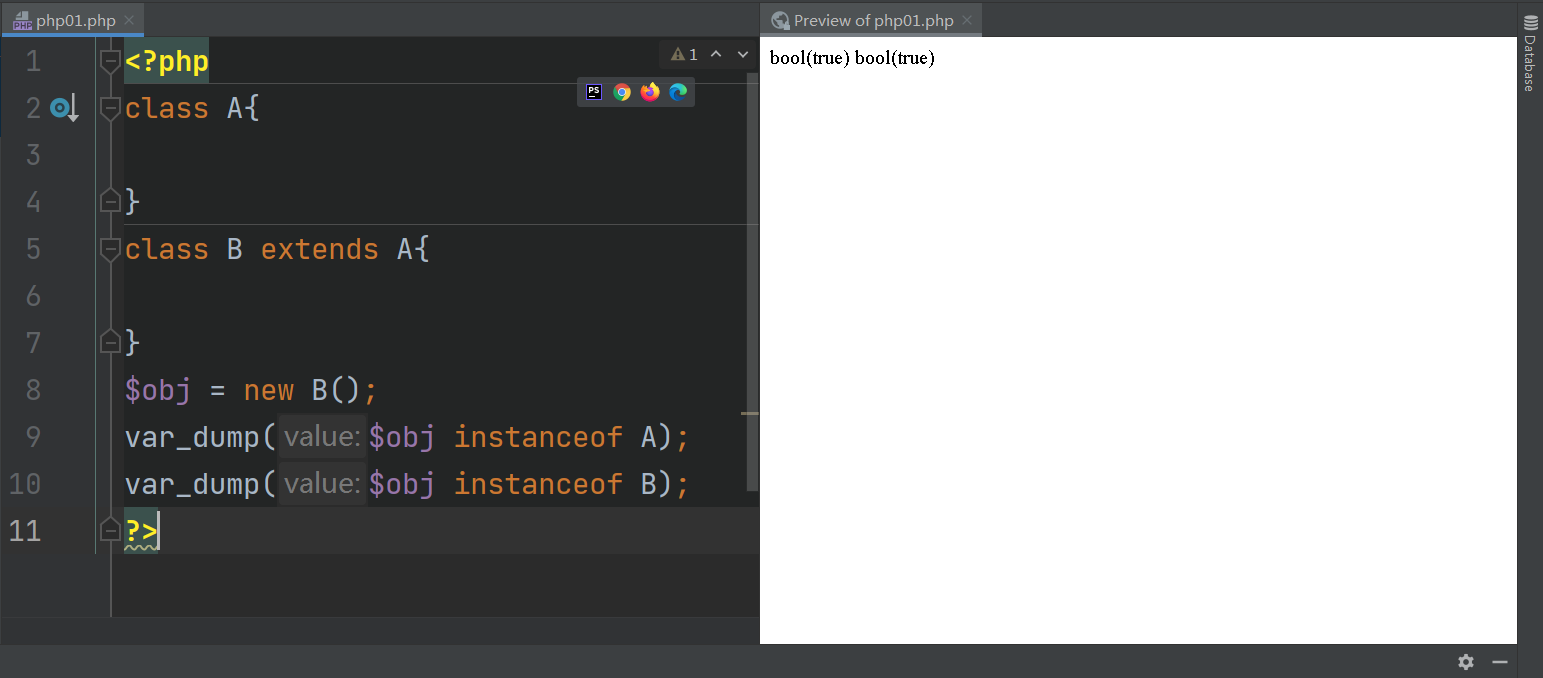 php01.php
Preview of php01.php
1 <?php
1
bool(true) bool(true)
Database
PS
2 class A{
3
4 }
5 class B extends A{
6
7 }
8 $obj = new B();
9 var_dump( value: $obj instanceof A);
10 var_dump( value: $obj instanceof B);
11 ?>